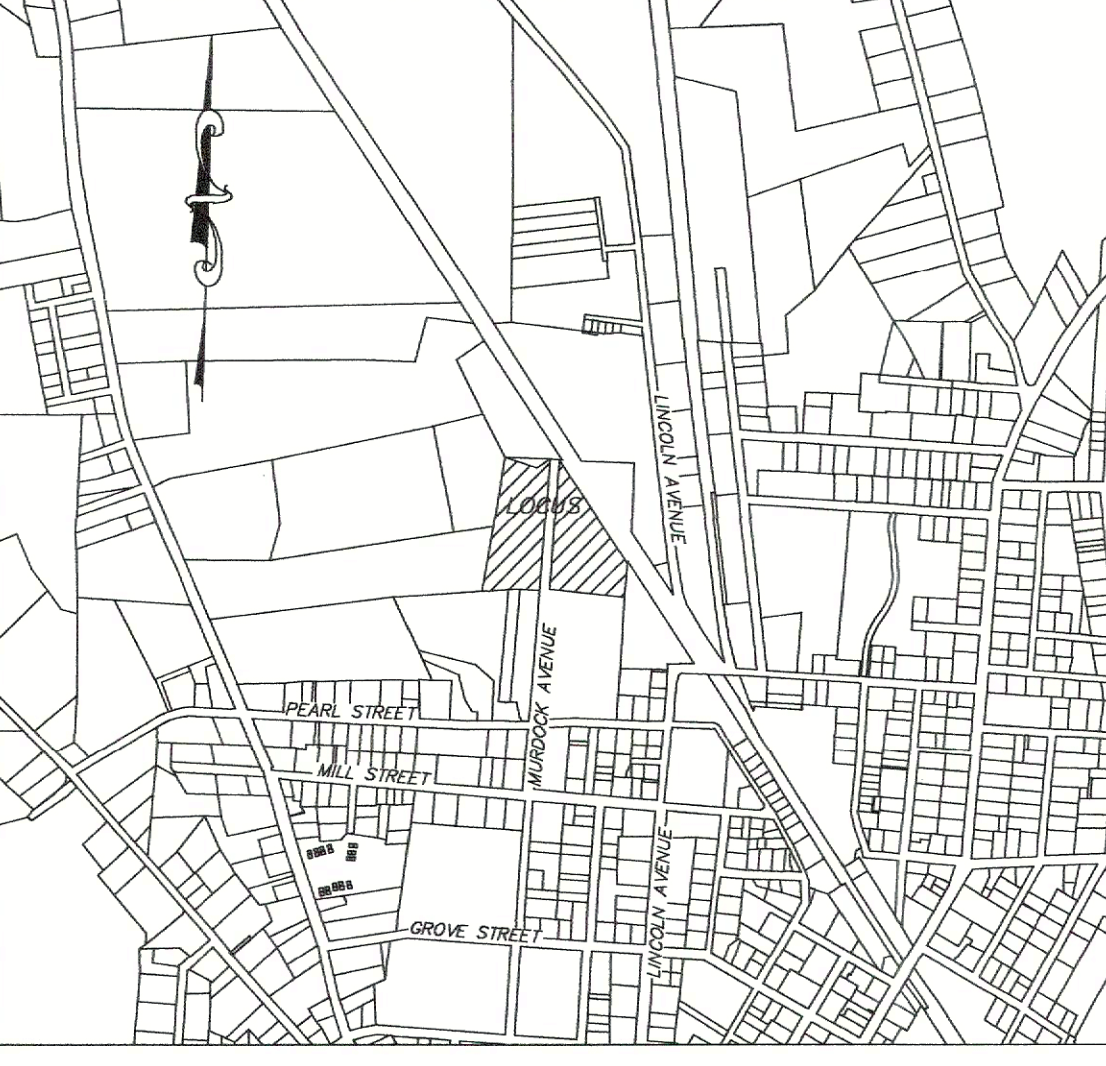 LINCOLN AVENUE
LOCUS
MURDOCK AVENUE
PEARL STREET
MILL STREET
LINCOLN AVENUE
GROVE STREET